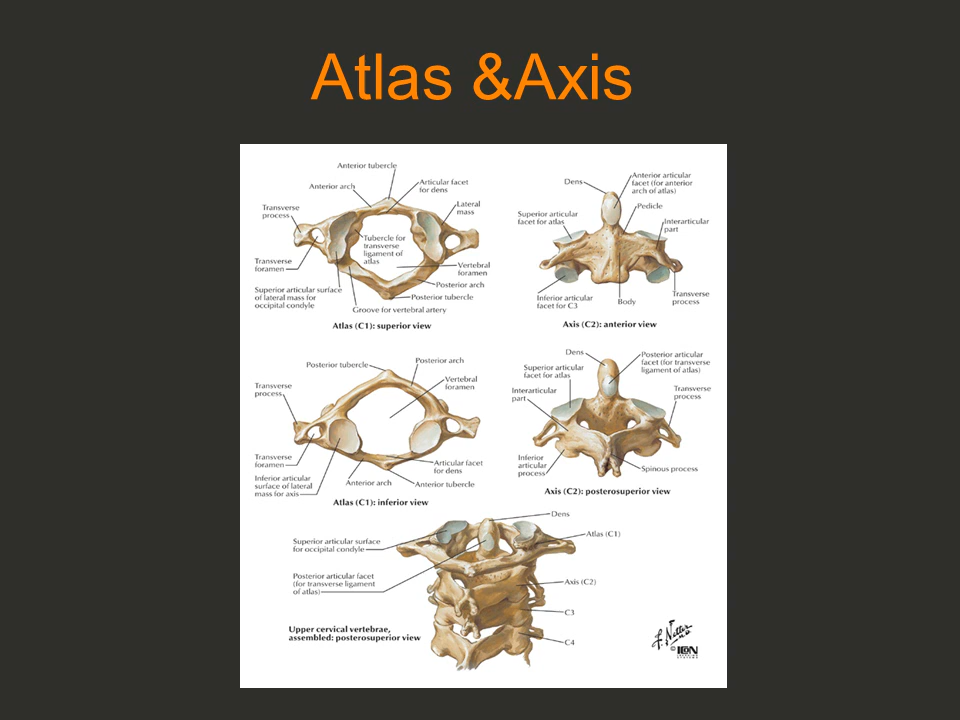 Atlas &Axis
Anterior tubercle
Anterior arch
Articular facet
for dens
Transverse
process
Lateral
mass
Tubercle for
transverse
ligament of
atlas
Transverse
foramen
Vertebral
foramen
Superior articular surface
of lateral mass for
occipital condyle
Posterior arch
Posterior tubercle
Groove for vertebral artery
Atlas (C1): superior view
Dens
Anterior articular
facet (for anterior
arch of atlas)
Pedicle
Superior articular
facet for atlas
Interarticular
part
Inferior articular
facet for C3
Body
Transverse
process
Axis (C2): anterior view
Posterior tubercle
Posterior arch
Transverse
process
Vertebral
foramen
Transverse
foramen
Inferior articular
surface of lateral
mass for axis
Anterior arch
Articular facet
for dens
Anterior tubercle
Atlas (C1): inferior view
Dens
Posterior articular
facet (for transverse
ligament of atlas)
Superior articular
facet for atlas
Interarticular
part
Transverse
process
Inferior
articular
process
Spinous process
Axis (C2): posterosuperior view
Dens
Superior articular surface
for occipital condyle
Atlas (C1)
Posterior articular facet
(for transverse ligament
of atlas)
Axis (C2)
C3
Upper cervical vertebrae,
assembled: posterosuperior view
C4
F. Netter
© ICON